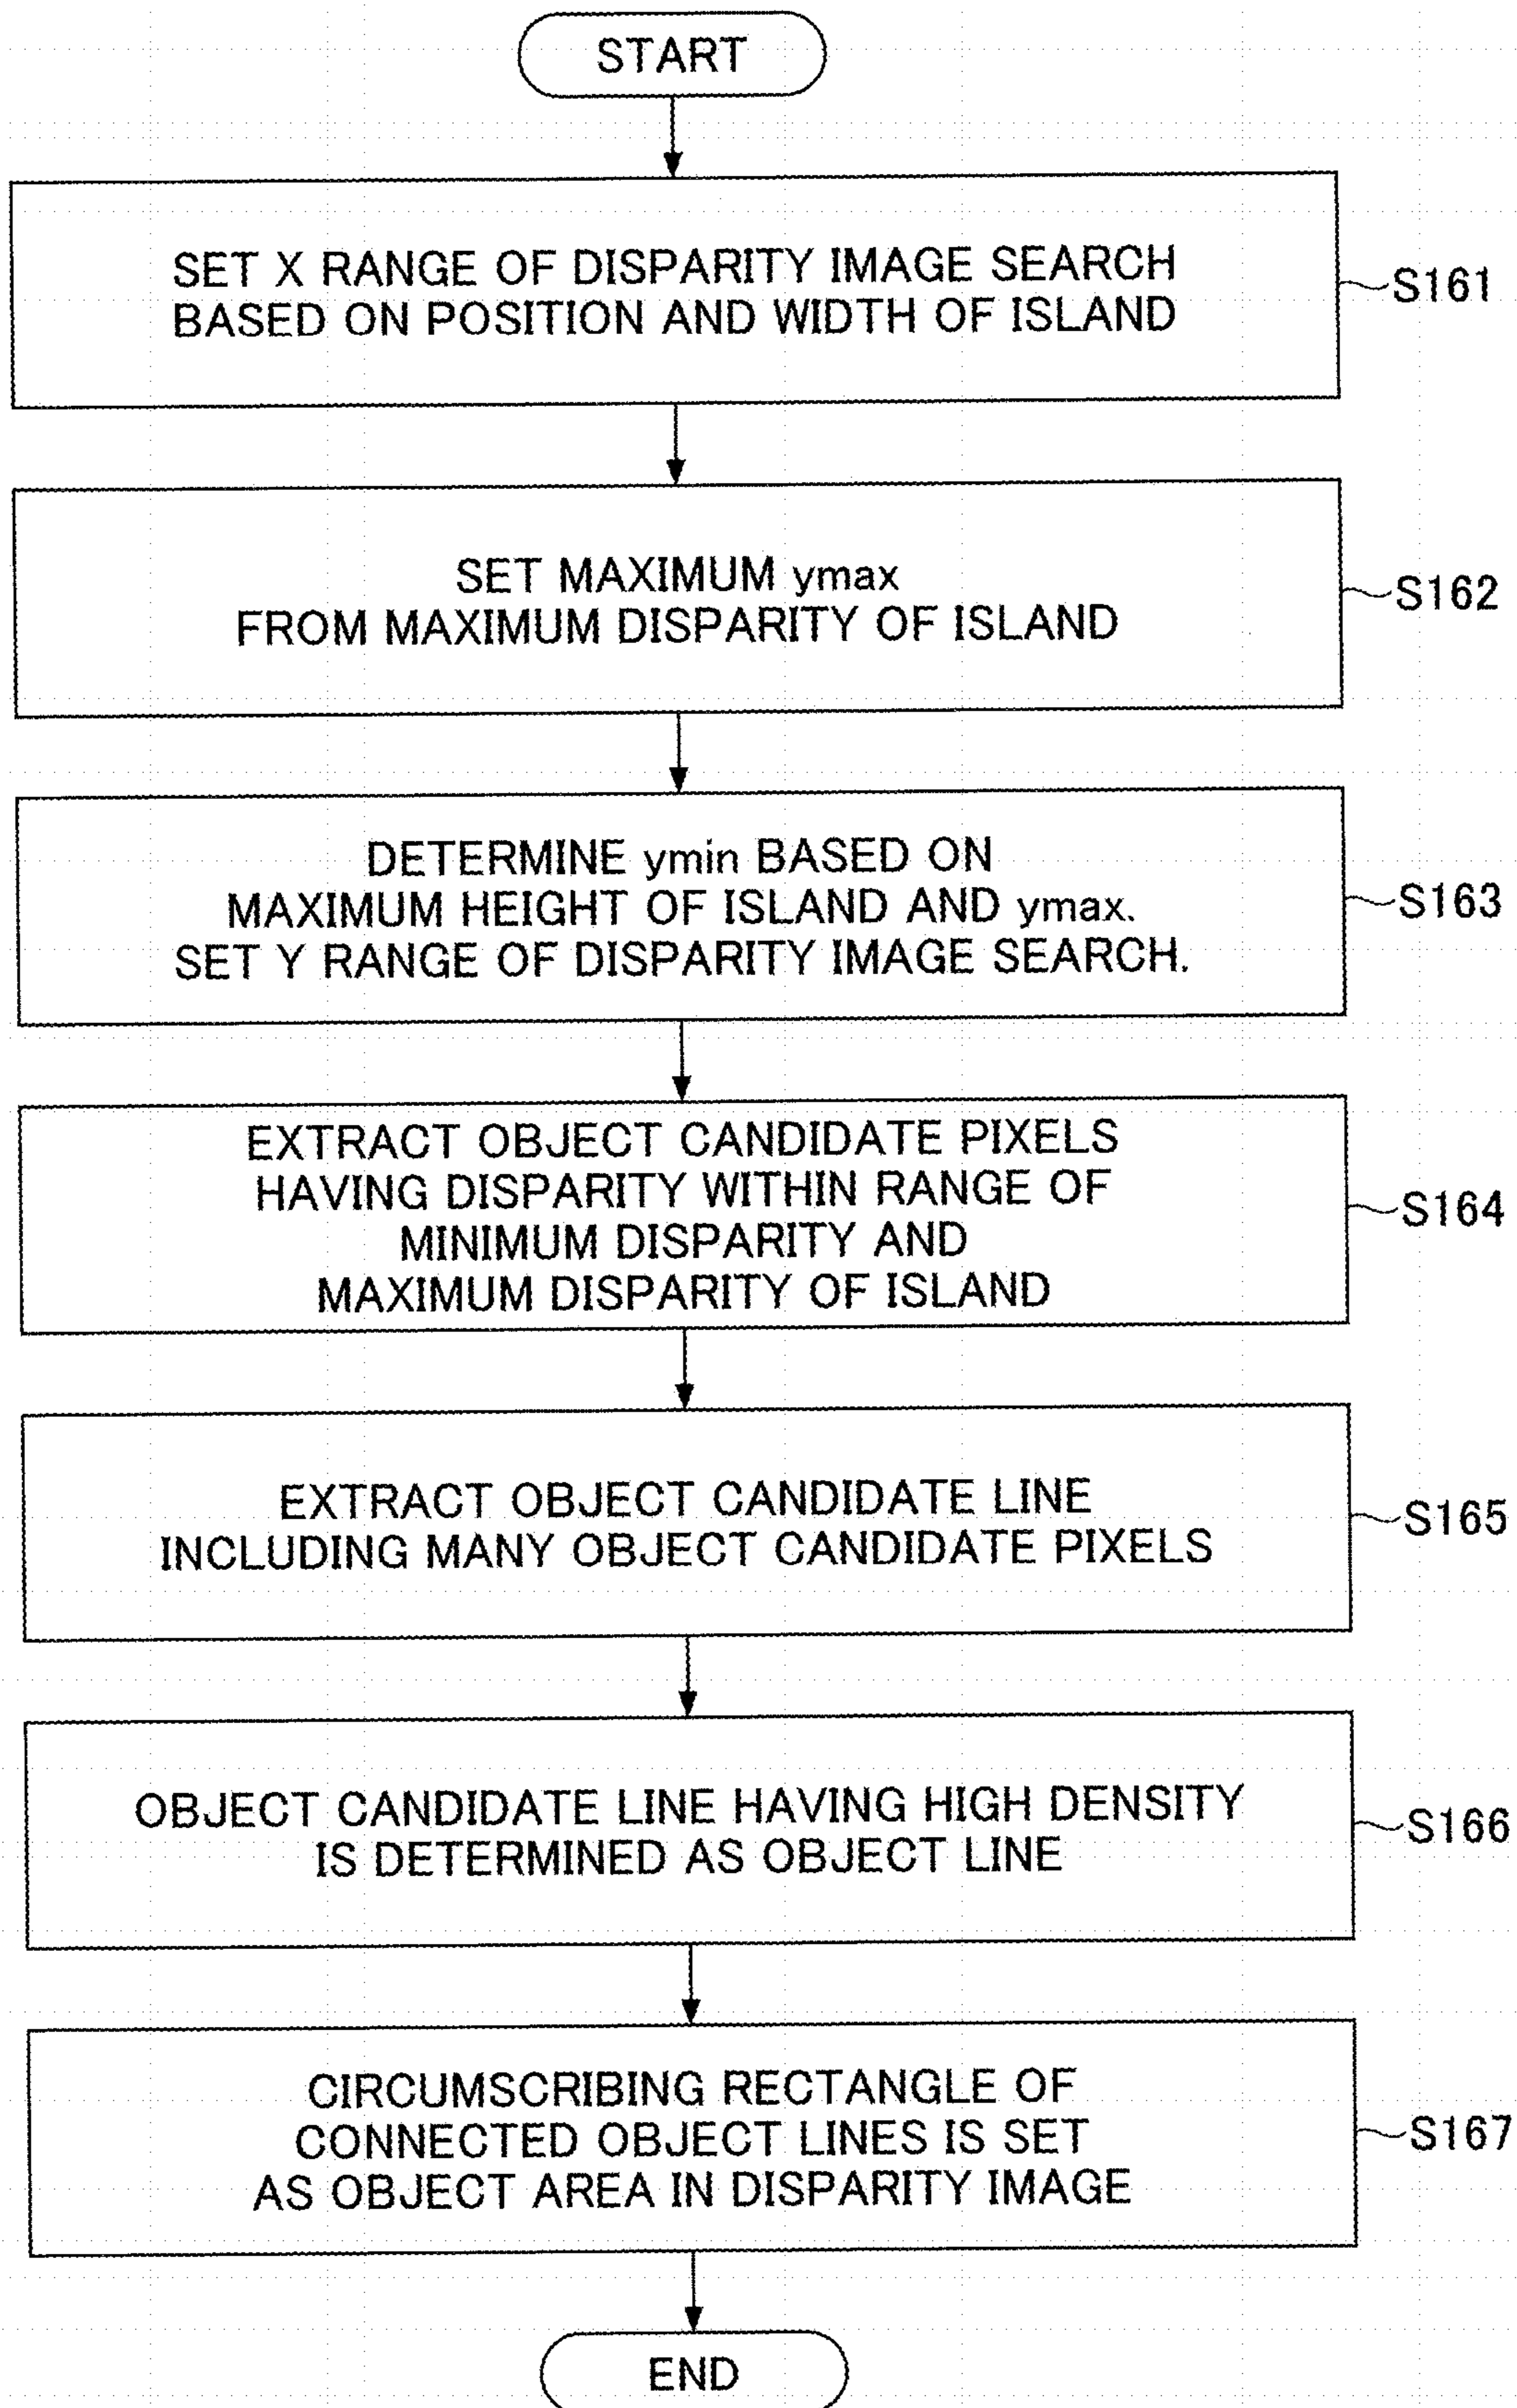 START
SET X RANGE OF DISPARITY IMAGE SEARCH
BASED ON POSITION AND WIDTH OF ISLAND
S161
SET MAXIMUM ymax
FROM MAXIMUM DISPARITY OF ISLAND
S162
DETERMINE ymin BASED ON
MAXIMUM HEIGHT OF ISLAND AND ymax.
SET Y RANGE OF DISPARITY IMAGE SEARCH.
S163
EXTRACT OBJECT CANDIDATE PIXELS
HAVING DISPARITY WITHIN RANGE OF
MINIMUM DISPARITY AND
MAXIMUM DISPARITY OF ISLAND
S164
EXTRACT OBJECT CANDIDATE LINE
INCLUDING MANY OBJECT CANDIDATE PIXELS
S165
OBJECT CANDIDATE LINE HAVING HIGH DENSITY
IS DETERMINED AS OBJECT LINE
S166
CIRCUMSCRIBING RECTANGLE OF
CONNECTED OBJECT LINES IS SET
AS OBJECT AREA IN DISPARITY IMAGE
S167
END